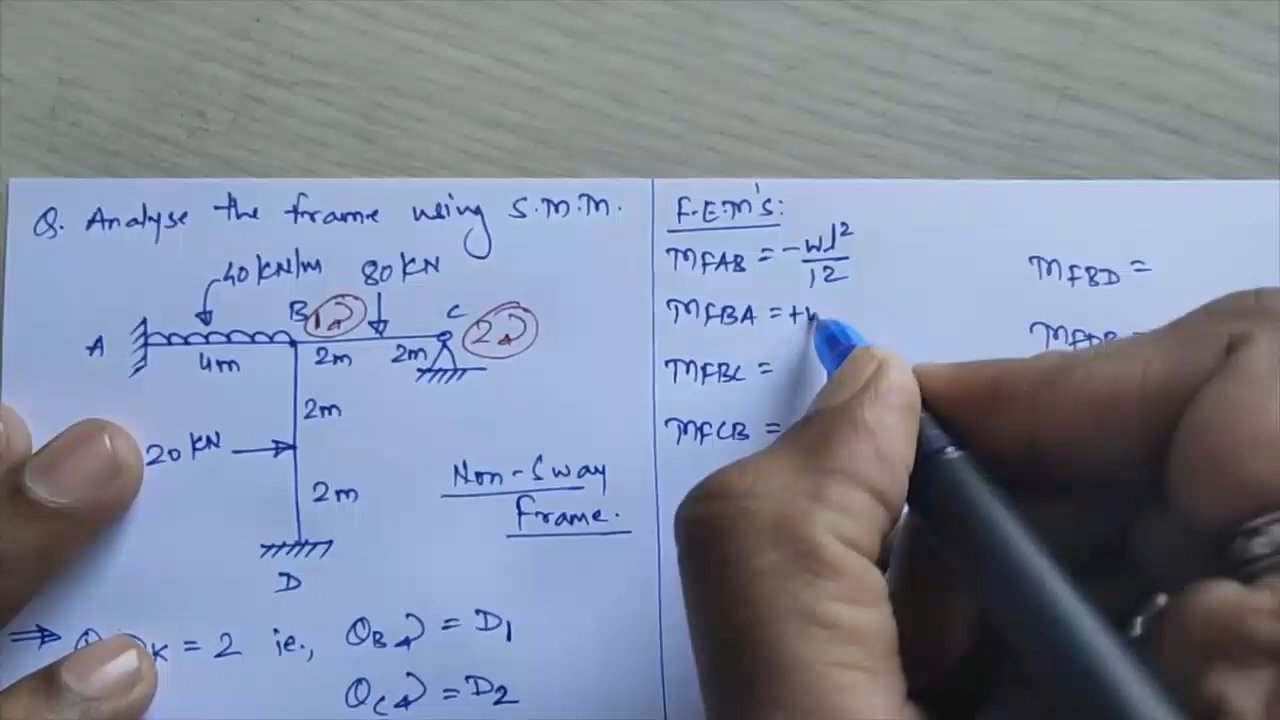 Q. Analyse the frame using S.M.M.
40 KN/m 80 KN
A B 1 C 2
4m 2m 2m
2m
20 KN
2m
D
Non-Sway
Frame.
K = 2 ie., θB = D1
θC = D2
F.E.M's:
MFAB = -wl²/12
MFBA = +
MFBC =
MFCB =
MFBD =